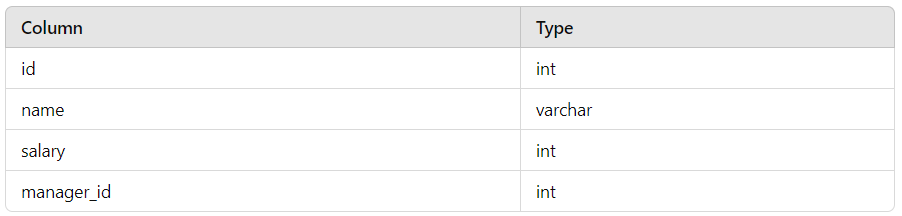 Column Type
id int
name varchar
salary int
manager_id int